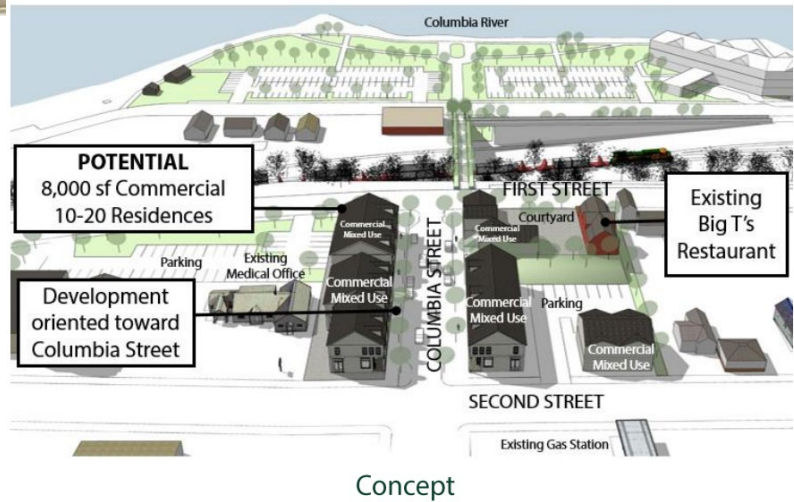 Columbia River
POTENTIAL
8,000 sf Commercial
10-20 Residences
FIRST STREET
Existing
Big T's
Restaurant
Courtyard
Commercial
Mixed Use
Commercial
Mixed Use
Parking
Existing
Medical Office
Commercial
Mixed Use
COLUMBIA STREET
Commercial
Mixed Use
Parking
Development
oriented toward
Columbia Street
Commercial
Mixed Use
SECOND STREET
Existing Gas Station
Concept